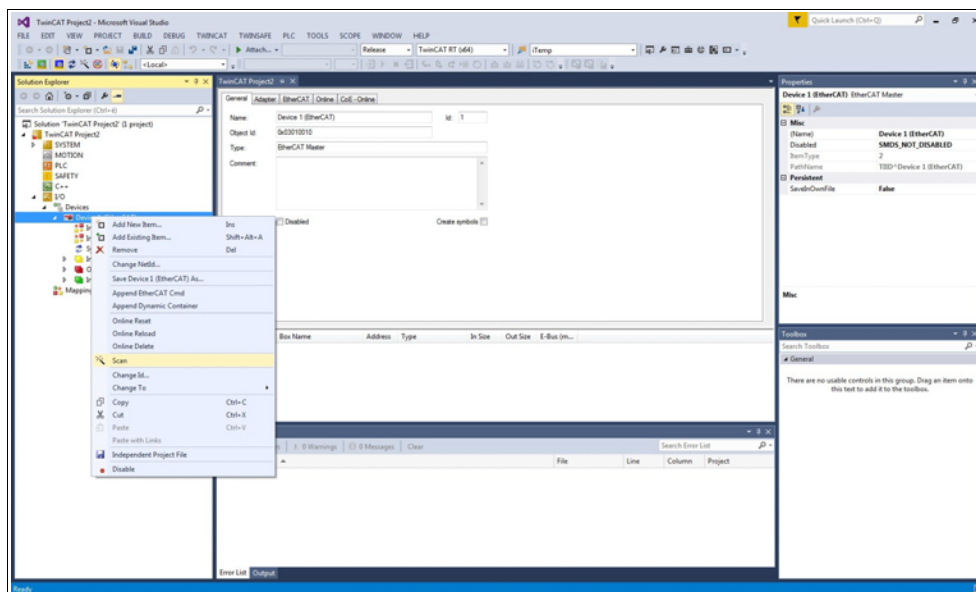 TwinCAT Project2 - Microsoft Visual Studio
Quick Launch (Ctrl+Q)
FILE EDIT VIEW PROJECT BUILD DEBUG TWINCAT TWINSAFE PLC TOOLS SCOPE WINDOW HELP
Attach... Release TwinCAT RT (x64) iTemp
<Local>
Solution Explorer
Search Solution Explorer (Ctrl+è)
Solution 'TwinCAT Project2' (1 project)
TwinCAT Project2
SYSTEM
MOTION
PLC
SAFETY
C++
I/O
Devices
Mapping
Add New Item... Ins
Add Existing Item... Shift+Alt+A
Remove Del
Change NetId...
Save Device 1 (EtherCAT) As...
Append EtherCAT Cmd
Append Dynamic Container
Online Reset
Online Reload
Online Delete
Scan
Change Id...
Change To
Copy Ctrl+C
Cut Ctrl+X
Paste Ctrl+V
Paste with Links
Independent Project File
Disable
TwinCAT Project2
General Adapter EtherCAT Online CoE - Online
Name: Device 1 (EtherCAT) Id: 1
Object Id: 0x03010010
Type: EtherCAT Master
Comment:
Disabled Create symbols
Box Name Address Type In Size Out Size E-Bus (m...
0 Warnings 0 Messages Clear Search Error List
File Line Column Project
Error List Output
Properties
Device 1 (EtherCAT) EtherCAT Master
Misc
(Name) Device 1 (EtherCAT)
Disabled SMDS_NOT_DISABLED
ItemType 2
PathName TIID^Device 1 (EtherCAT)
Persistent
SaveInOwnFile False
Misc
Toolbox
Search Toolbox
General
There are no usable controls in this group. Drag an item onto
this text to add it to the toolbox.
Ready